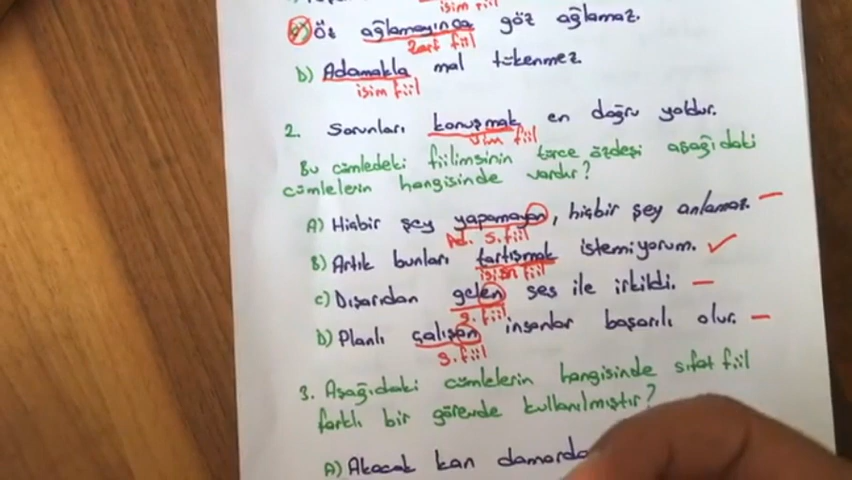 isim fiil
Öz ağlamayınca göz ağlamaz.
Zarf fiil
D) Adamakla mal tükenmez.
isim fiil
2. Sorunları konuşmak en doğru yoldur.
isim fiil
Bu cümledeki fiilimsinin türce özdeşi aşağıdaki
cümlelerin hangisinde vardır?
A) Hiçbir şey yapamayan, hiçbir şey anlamaz. —
Ad. S. fiil
B) Artık bunları tartışmak istemiyorum. ✓
isim fiil
C) Dışarıdan gelen ses ile irkildi. —
S. fiil
D) Planlı çalışan insanlar başarılı olur. —
S. fiil
3. Aşağıdaki cümlelerin hangisinde sıfat fiil
farklı bir görevde kullanılmıştır?
A) Akacak kan damarda